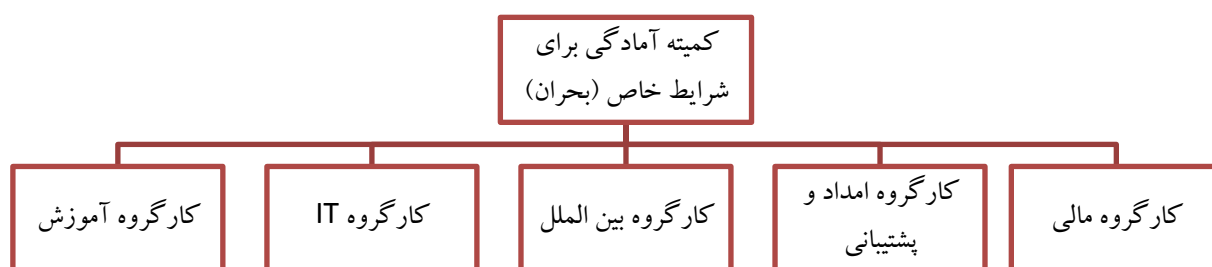 کمیته آمادگی برای
شرایط خاص (بحران)
کارگروه مالی
کارگروه امداد و
پشتیبانی
کارگروه بین الملل
کارگروه IT
کارگروه آموزش